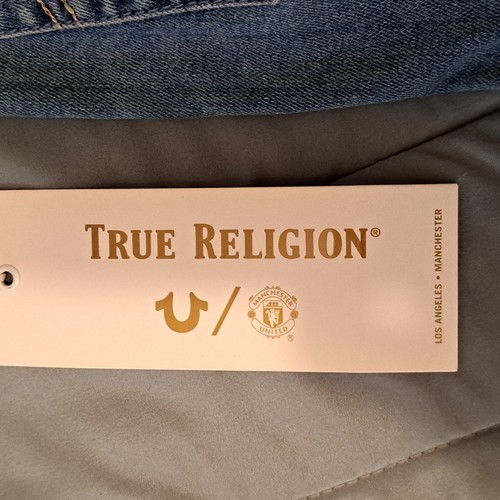 TRUE RELIGION®
MANCHESTER
UNITED
®
LOS ANGELES • MANCHESTER